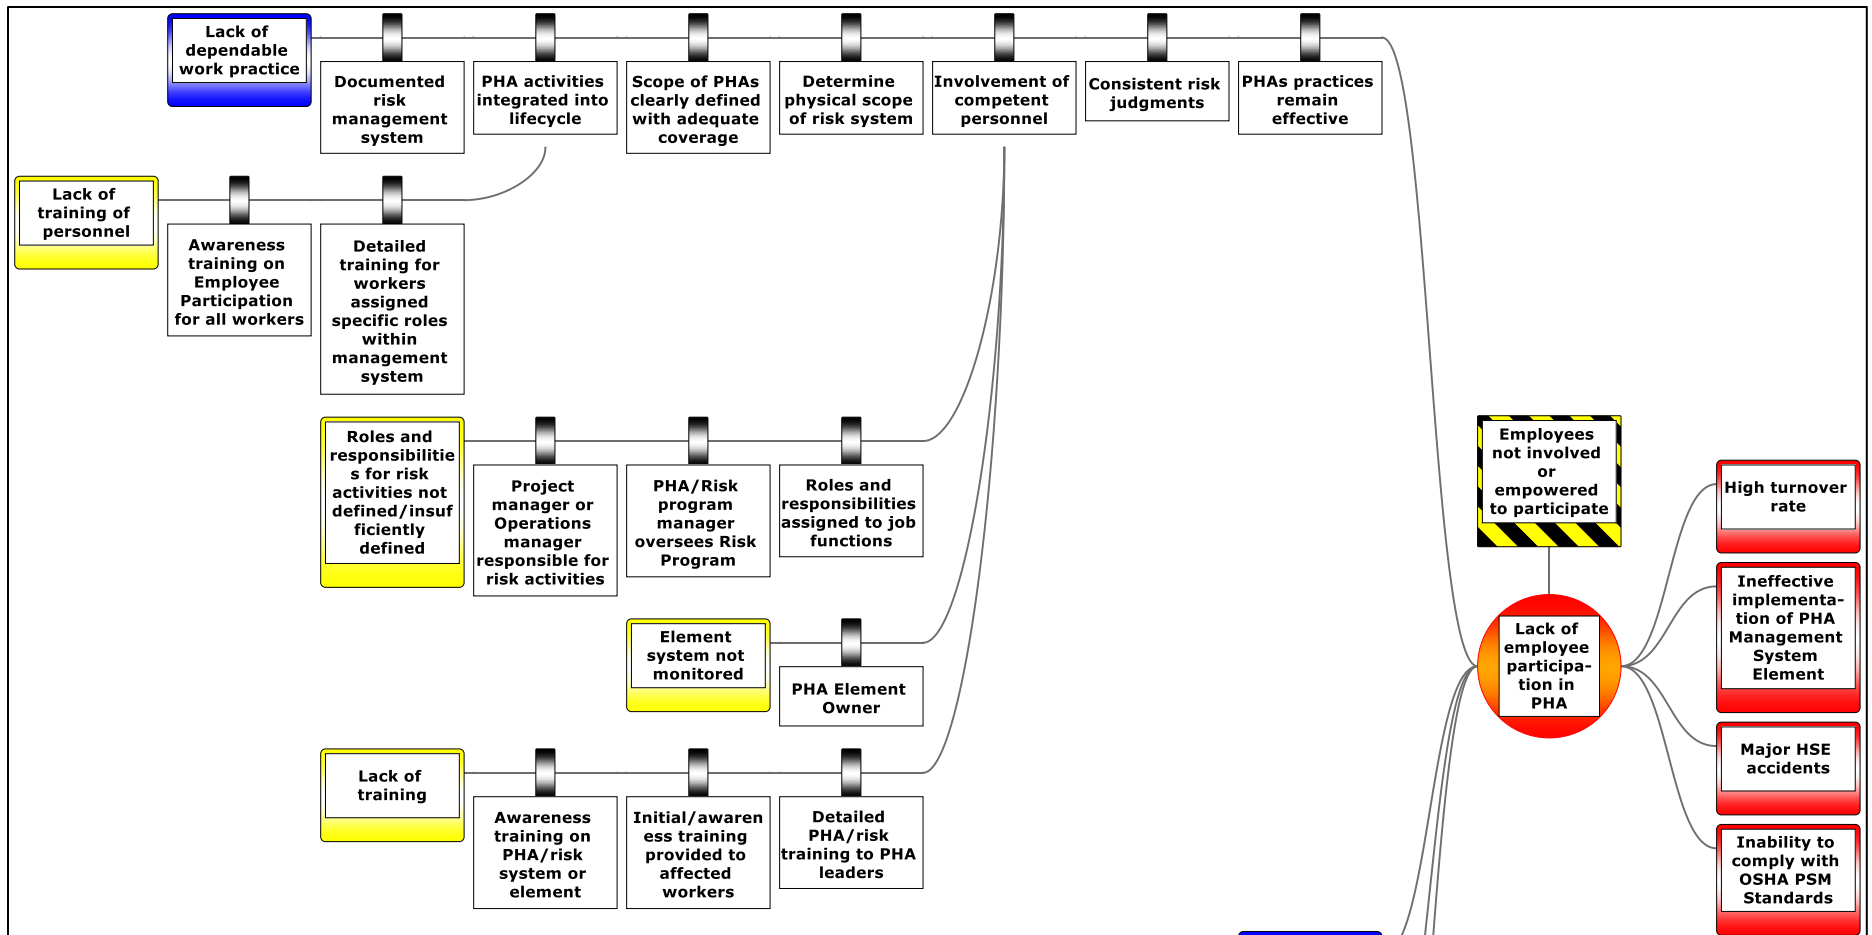 Lack of
dependable
work practice
Documented
risk
management
system
PHA activities
integrated into
lifecycle
Scope of PHAs
clearly defined
with adequate
coverage
Determine
physical scope
of risk system
Involvement of
competent
personnel
Consistent risk
judgments
PHAs practices
remain
effective
Lack of
training of
personnel
Awareness
training on
Employee
Participation
for all workers
Detailed
training for
workers
assigned
specific roles
within
management
system
Roles and
responsibilitie
s for risk
activities not
defined/insuf
ficiently
defined
Project
manager or
Operations
manager
responsible for
risk activities
PHA/Risk
program
manager
oversees Risk
Program
Roles and
responsibilities
assigned to job
functions
Element
system not
monitored
PHA Element
Owner
Lack of
training
Awareness
training on
PHA/risk
system or
element
Initial/awaren
ess training
provided to
affected
workers
Detailed
PHA/risk
training to PHA
leaders
Employees
not involved
or
empowered
to participate
Lack of
employee
participa-
tion in
PHA
High turnover
rate
Ineffective
implementa-
tion of PHA
Management
System
Element
Major HSE
accidents
Inability to
comply with
OSHA PSM
Standards